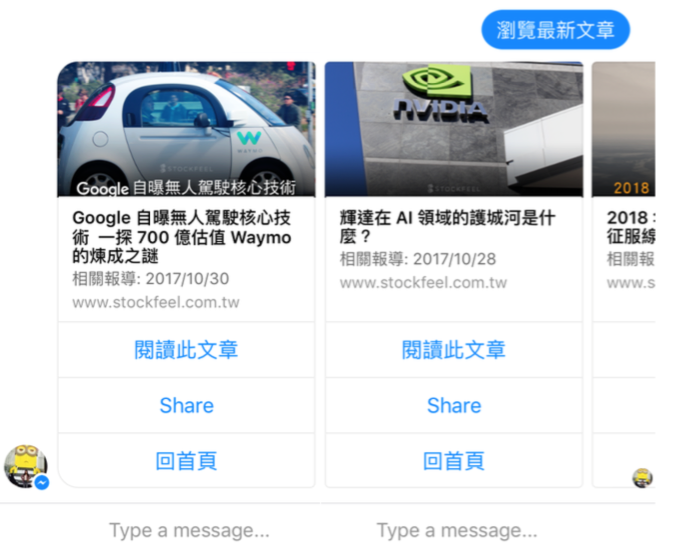 瀏覽最新文章
WAYMO
STOCKFEEL
Google 自曝無人駕駛核心技術
Google 自曝無人駕駛核心技
術 一探 700 億估值 Waymo
的煉成之謎
相關報導: 2017/10/30
www.stockfeel.com.tw
閱讀此文章
Share
回首頁
NVIDIA
STOCKFEEL
輝達在 AI 領域的護城河是什
麼？
相關報導: 2017/10/28
www.stockfeel.com.tw
閱讀此文章
Share
回首頁
2018
2018
征服線
相關報
www.s
Type a message...
Type a message...